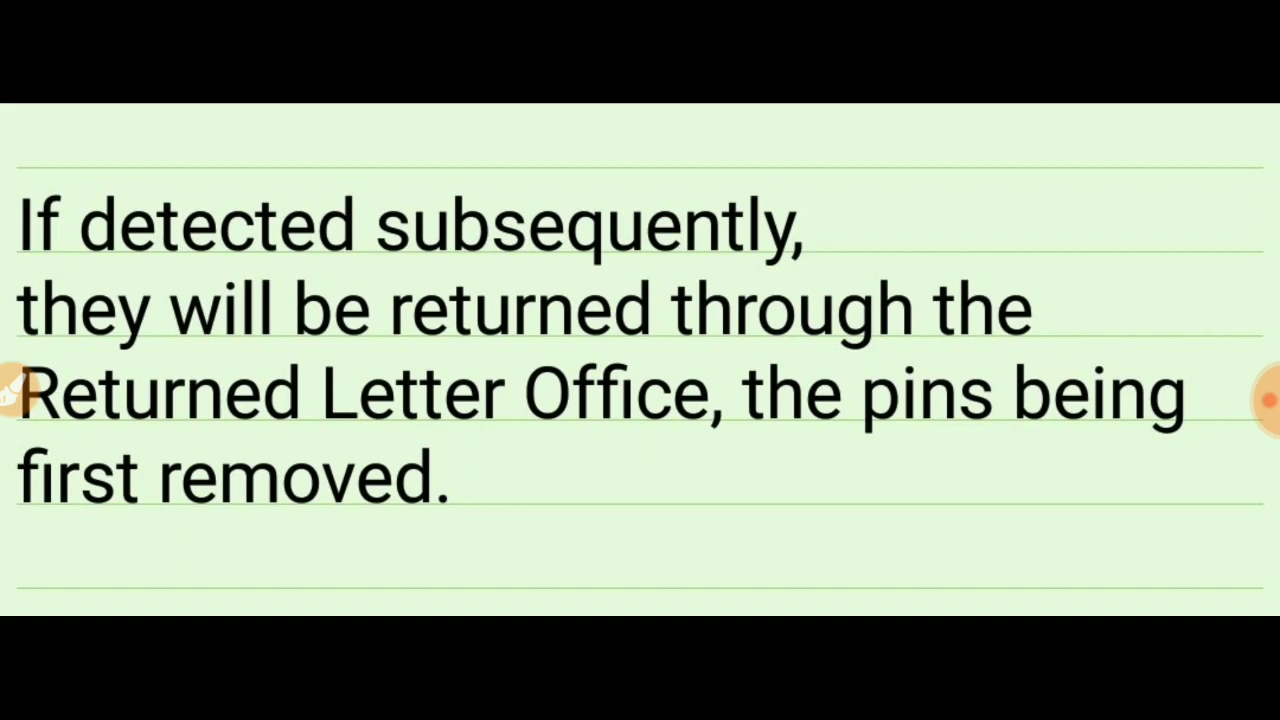 If detected subsequently,
they will be returned through the
Returned Letter Office, the pins being
first removed.